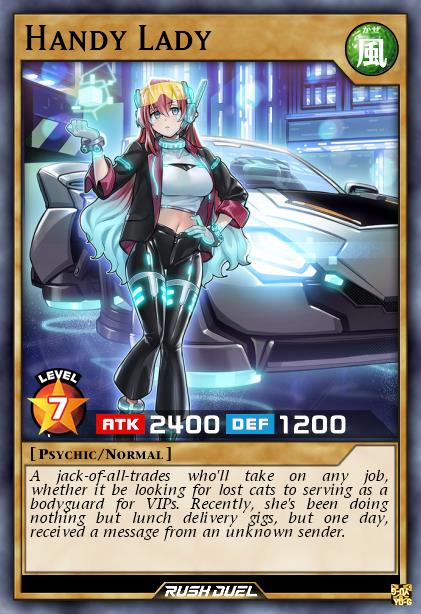 HANDY LADY
かぜ
風
LEVEL
7
ATK 2400 DEF 1200
[PSYCHIC/NORMAL]
A jack-of-all-trades who'll take on any job,
whether it be looking for lost cats to serving as a
bodyguard for VIPs. Recently, she's been doing
nothing but lunch delivery gigs, but one day,
received a message from an unknown sender.
RUSH DUEL